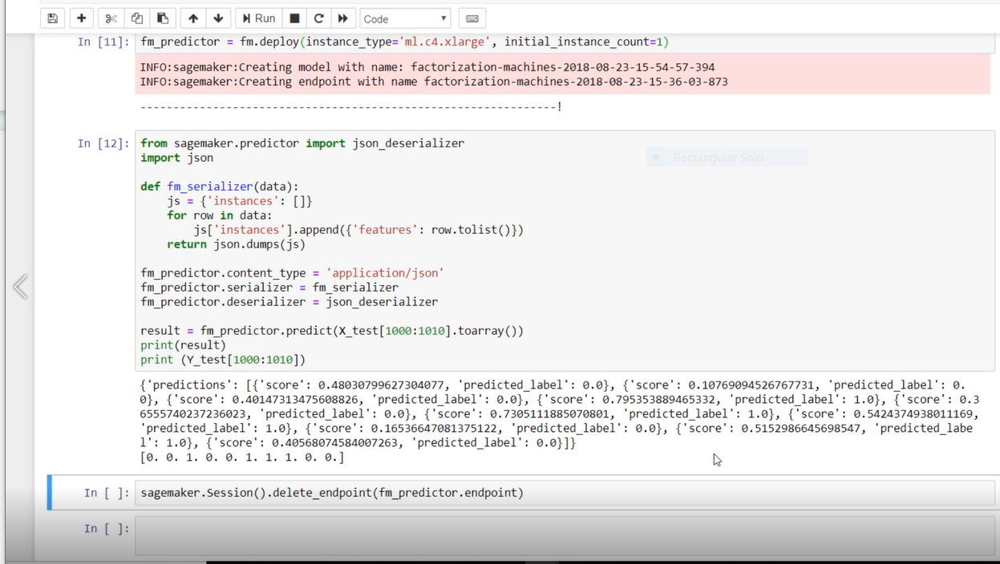 Run
Code
In [11]: fm_predictor = fm.deploy(instance_type='ml.c4.xlarge', initial_instance_count=1)
INFO:sagemaker:Creating model with name: factorization-machines-2018-08-23-15-54-57-394
INFO:sagemaker:Creating endpoint with name factorization-machines-2018-08-23-15-36-03-873
---------------------------------------------------------------!
In [12]: from sagemaker.predictor import json_deserializer
import json
Rectangular Snip
def fm_serializer(data):
    js = {'instances': []}
    for row in data:
        js['instances'].append({'features': row.tolist()})
    return json.dumps(js)
fm_predictor.content_type = 'application/json'
fm_predictor.serializer = fm_serializer
fm_predictor.deserializer = json_deserializer
result = fm_predictor.predict(X_test[1000:1010].toarray())
print(result)
print (Y_test[1000:1010])
{'predictions': [{'score': 0.48030799627304077, 'predicted_label': 0.0}, {'score': 0.10769094526767731, 'predicted_label': 0.
0}, {'score': 0.40147313475608826, 'predicted_label': 0.0}, {'score': 0.795353889465332, 'predicted_label': 1.0}, {'score': 0.3
6555740237236023, 'predicted_label': 0.0}, {'score': 0.7305111885070801, 'predicted_label': 1.0}, {'score': 0.5424374938011169,
'predicted_label': 1.0}, {'score': 0.16536647081375122, 'predicted_label': 0.0}, {'score': 0.5152986645698547, 'predicted_labe
l': 1.0}, {'score': 0.40568074584007263, 'predicted_label': 0.0}]}
[0. 0. 1. 0. 0. 1. 1. 1. 0. 0.]
In [ ]: sagemaker.Session().delete_endpoint(fm_predictor.endpoint)
In [ ]: